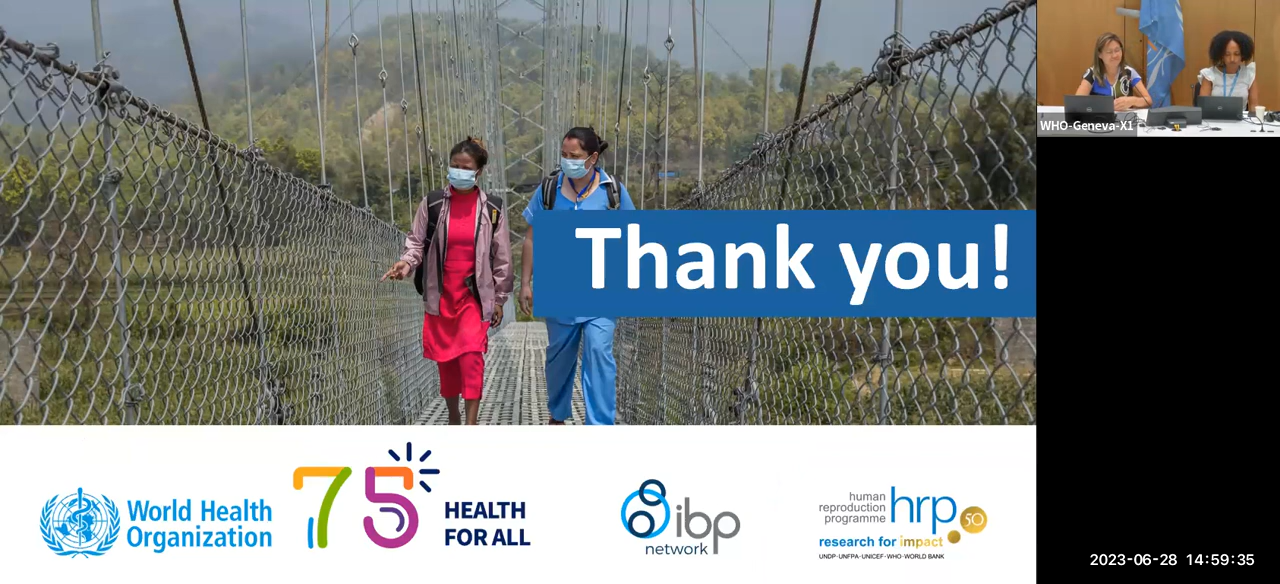 Thank you!
WHO-Geneva-X1
World Health
Organization
75
HEALTH
FOR ALL
ibp
network
human
reproduction
programme
hrp
50
research for impact
UNDP·UNFPA·UNICEF·WHO·WORLD BANK
2023-06-28 14:59:35